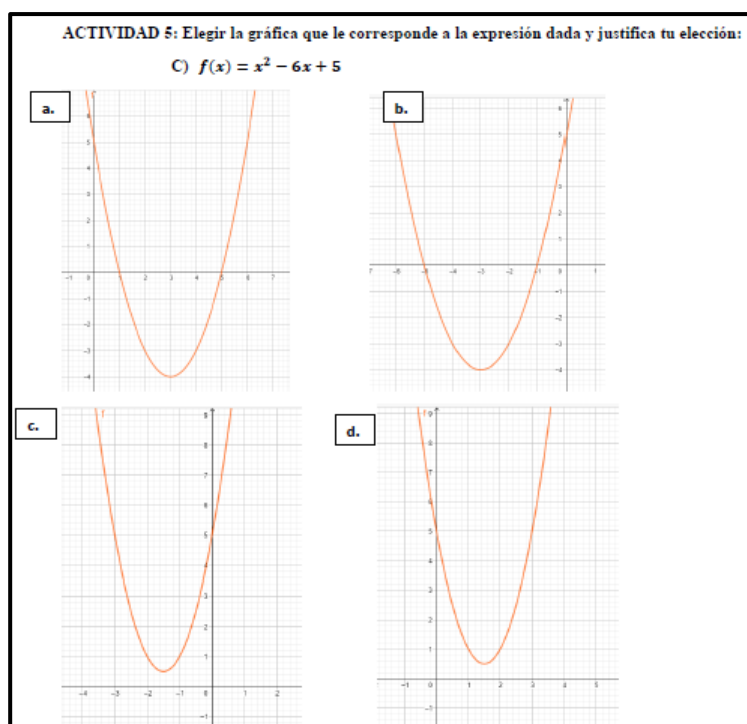 ACTIVIDAD 5: Elegir la gráfica que le corresponde a la expresión dada y justifica tu elección:
C) f(x) = x² − 6x + 5
a.
b.
c.
d.